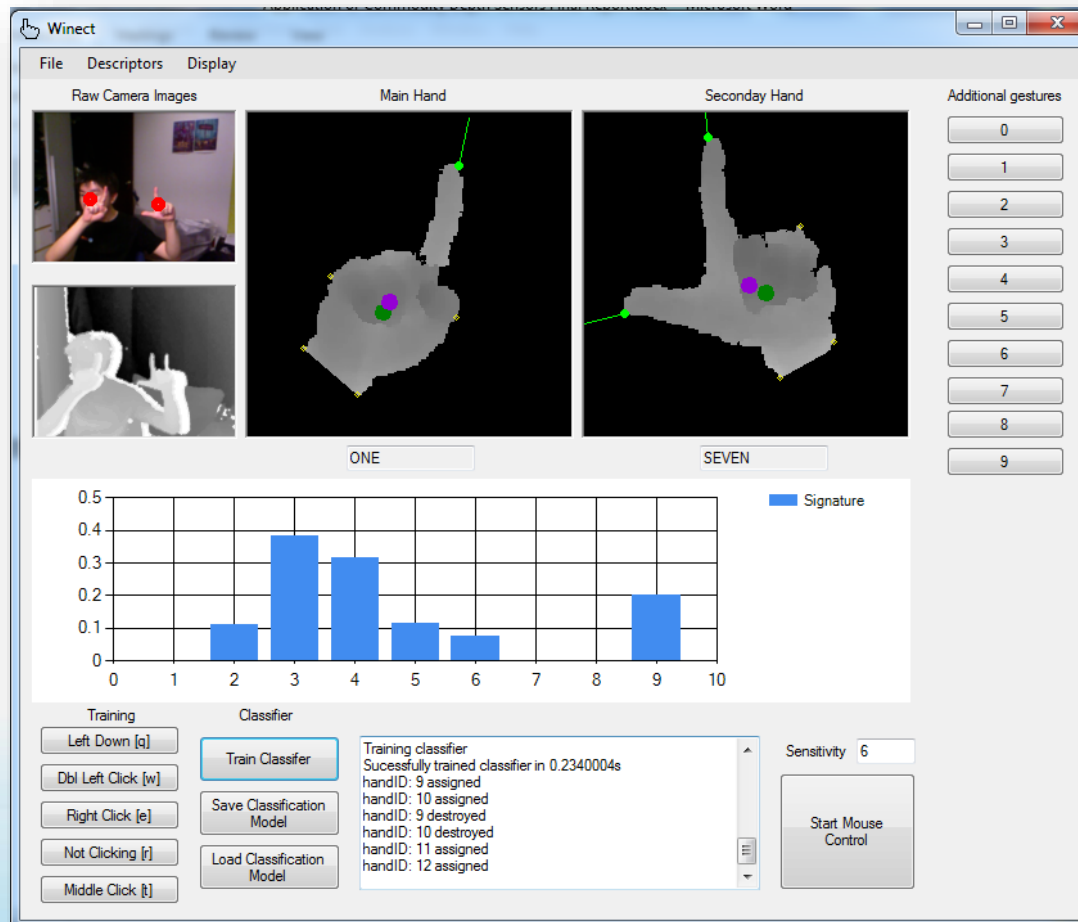 Winect
File Descriptors Display
Raw Camera Images
Main Hand
Seconday Hand
Additional gestures
0
1
2
3
4
5
6
7
8
9
ONE
SEVEN
0.5
0.4
0.3
0.2
0.1
0
0 1 2 3 4 5 6 7 8 9 10
Signature
Training
Left Down [q]
Dbl Left Click [w]
Right Click [e]
Not Clicking [r]
Middle Click [t]
Classifier
Train Classifer
Save Classification
Model
Load Classification
Model
Training classifier
Sucessfully trained classifier in 0.2340004s
handID: 9 assigned
handID: 10 assigned
handID: 9 destroyed
handID: 10 destroyed
handID: 11 assigned
handID: 12 assigned
Sensitivity 6
Start Mouse
Control